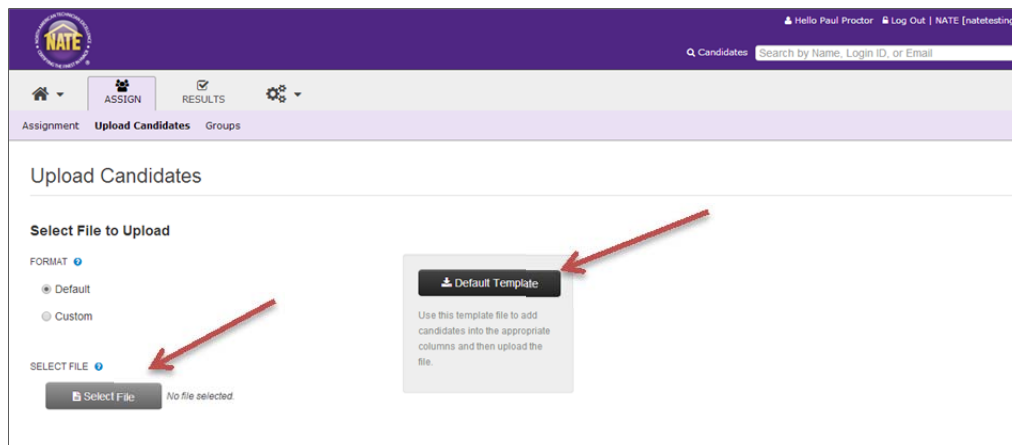 Hello Paul Proctor Log Out | NATE [natetesting
NATE
Candidates Search by Name, Login ID, or Email
ASSIGN RESULTS
Assignment Upload Candidates Groups
Upload Candidates
Select File to Upload
FORMAT ?
Default
Custom
Default Template
Use this template file to add
candidates into the appropriate
columns and then upload the
file.
SELECT FILE ?
Select File No file selected.